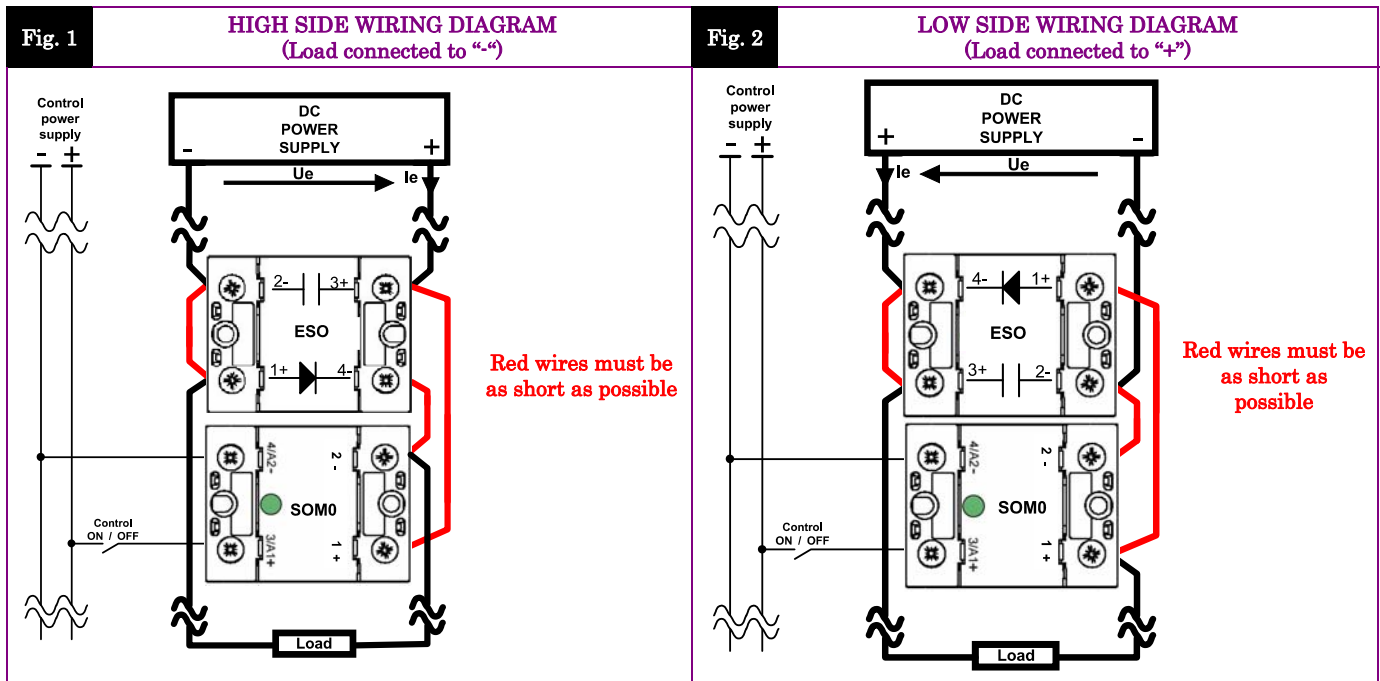 Fig. 1
HIGH SIDE WIRING DIAGRAM
(Load connected to “-“)
Control
power
supply
- +
DC
POWER
SUPPLY
- +
Ue
Ie
2- 3+
ESO
1+ 4-
Red wires must be
as short as possible
4/A2-
2 -
SOM0
Control
ON / OFF
3/A1+
1 +
Load
Fig. 2
LOW SIDE WIRING DIAGRAM
(Load connected to “+”)
Control
power
supply
- +
DC
POWER
SUPPLY
+ -
Ie
Ue
4- 1+
ESO
3+ 2-
Red wires must be
as short as
possible
4/A2-
2 -
SOM0
Control
ON / OFF
3/A1+
1 +
Load